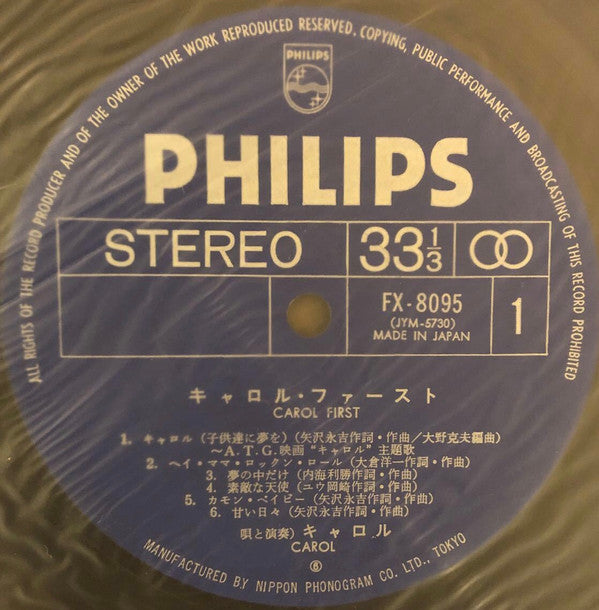 ALL RIGHTS OF THE RECORD PRODUCER AND OF THE OWNER OF THE WORK REPRODUCED RESERVED. COPYING, PUBLIC PERFORMANCE AND BROADCASTING OF THIS RECORD PROHIBITED
PHILIPS
PHILIPS
STEREO
33⅓
FX-8095
(JYM-5730)
MADE IN JAPAN
1
キャロル・ファースト
CAROL FIRST
1. キャロル(子供達に夢を)(矢沢永吉作詞・作曲/大野克夫編曲)
〜A.T.G.映画“キャロル”主題歌
2. ヘイ・ママ・ロックン・ロール(大倉洋一作詞・作曲)
3. 夢の中だけ(内海利勝作詞・作曲)
4. 素敵な天使(ユウ岡崎作詞・作曲)
5. カモン・ベイビー(矢沢永吉作詞・作曲)
6. 甘い日々(矢沢永吉作詞・作曲)
唄と演奏)キャロル
CAROL
⑥
MANUFACTURED BY NIPPON PHONOGRAM CO. LTD., TOKYO